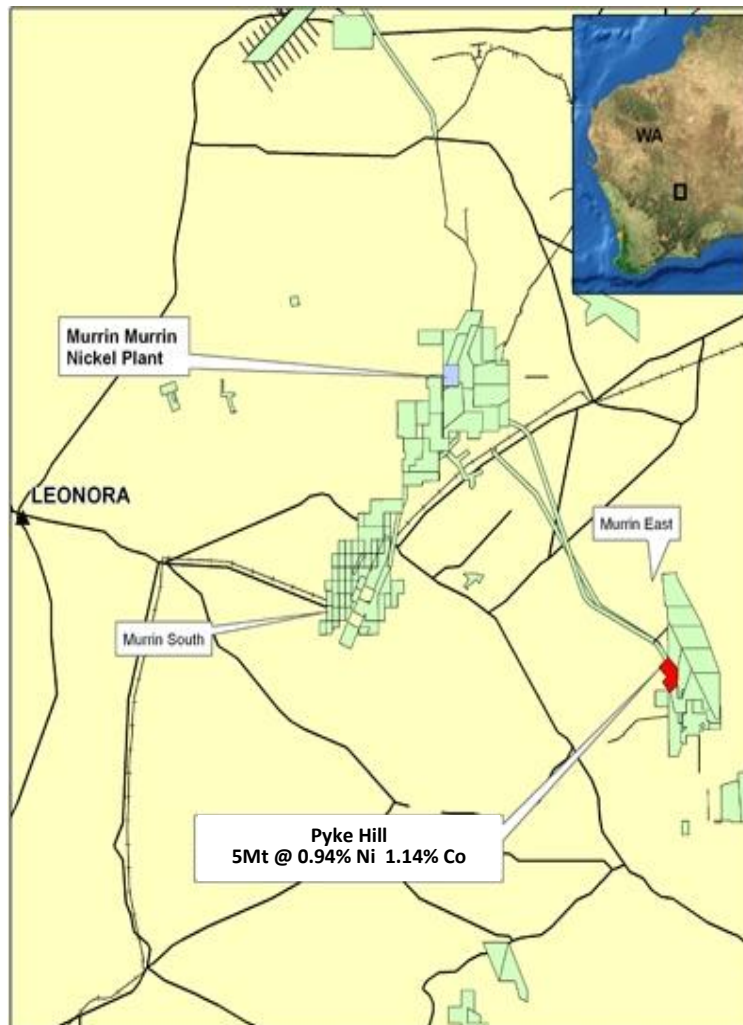 WA
Murrin Murrin
Nickel Plant
LEONORA
Murrin East
Murrin South
Pyke Hill
5Mt @ 0.94% Ni 1.14% Co